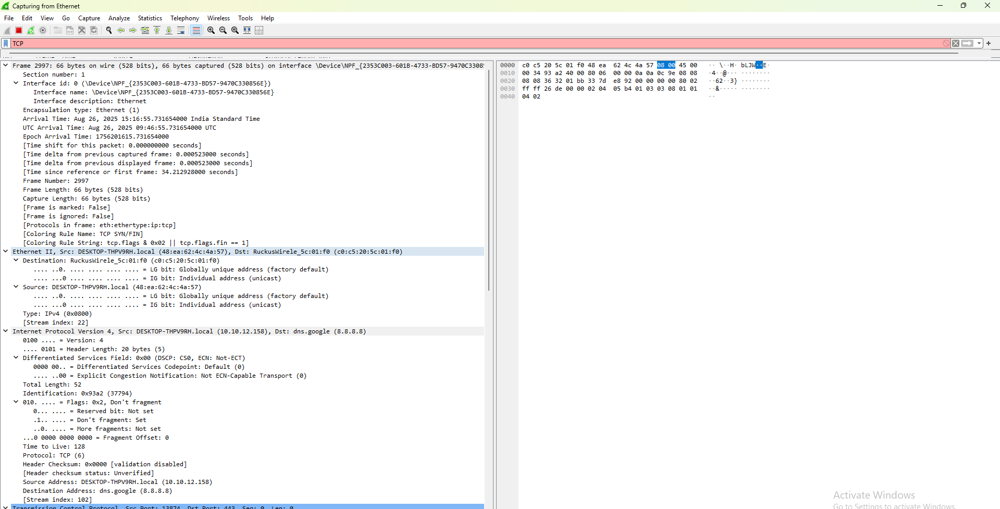 Capturing from Ethernet
File Edit View Go Capture Analyze Statistics Telephony Wireless Tools Help
TCP
Frame 2997: 66 bytes on wire (528 bits), 66 bytes captured (528 bits) on interface \Device\NPF_{2353C003-601B-4733-BD57-9470C33085
Section number: 1
Interface id: 0 (\Device\NPF_{2353C003-601B-4733-BD57-9470C330856E})
Interface name: \Device\NPF_{2353C003-601B-4733-BD57-9470C330856E}
Interface description: Ethernet
Encapsulation type: Ethernet (1)
Arrival Time: Aug 26, 2025 15:16:55.731654000 India Standard Time
UTC Arrival Time: Aug 26, 2025 09:46:55.731654000 UTC
Epoch Arrival Time: 1756201615.731654000
[Time shift for this packet: 0.000000000 seconds]
[Time delta from previous captured frame: 0.000523000 seconds]
[Time delta from previous displayed frame: 0.000523000 seconds]
[Time since reference or first frame: 34.212928000 seconds]
Frame Number: 2997
Frame Length: 66 bytes (528 bits)
Capture Length: 66 bytes (528 bits)
[Frame is marked: False]
[Frame is ignored: False]
[Protocols in frame: eth:ethertype:ip:tcp]
[Coloring Rule Name: TCP SYN/FIN]
[Coloring Rule String: tcp.flags & 0x02 || tcp.flags.fin == 1]
Ethernet II, Src: DESKTOP-THPV9RH.local (48:ea:62:4c:4a:57), Dst: RuckusWirele_5c:01:f0 (c0:c5:20:5c:01:f0)
Destination: RuckusWirele_5c:01:f0 (c0:c5:20:5c:01:f0)
.... ..0. .... .... .... .... = LG bit: Globally unique address (factory default)
.... ...0 .... .... .... .... = IG bit: Individual address (unicast)
Source: DESKTOP-THPV9RH.local (48:ea:62:4c:4a:57)
.... ..0. .... .... .... .... = LG bit: Globally unique address (factory default)
.... ...0 .... .... .... .... = IG bit: Individual address (unicast)
Type: IPv4 (0x0800)
[Stream index: 22]
Internet Protocol Version 4, Src: DESKTOP-THPV9RH.local (10.10.12.158), Dst: dns.google (8.8.8.8)
0100 .... = Version: 4
.... 0101 = Header Length: 20 bytes (5)
Differentiated Services Field: 0x00 (DSCP: CS0, ECN: Not-ECT)
0000 00.. = Differentiated Services Codepoint: Default (0)
.... ..00 = Explicit Congestion Notification: Not ECN-Capable Transport (0)
Total Length: 52
Identification: 0x93a2 (37794)
010. .... = Flags: 0x2, Don't fragment
0... .... = Reserved bit: Not set
.1.. .... = Don't fragment: Set
..0. .... = More fragments: Not set
...0 0000 0000 0000 = Fragment Offset: 0
Time to Live: 128
Protocol: TCP (6)
Header Checksum: 0x0000 [validation disabled]
[Header checksum status: Unverified]
Source Address: DESKTOP-THPV9RH.local (10.10.12.158)
Destination Address: dns.google (8.8.8.8)
[Stream index: 102]
Transmission Control Protocol, Src Port: 13874, Dst Port: 443, Seq: 0, Len: 0
0000 c0 c5 20 5c 01 f0 48 ea 62 4c 4a 57 08 00 45 00 ·· \··H· bLJW··E·
0010 00 34 93 a2 40 00 80 06 00 00 0a 0a 0c 9e 08 08 ·4··@··· ········
0020 08 08 36 32 01 bb 33 7d e8 92 00 00 00 00 80 02 ··62··3} ········
0030 ff ff 26 de 00 00 02 04 05 b4 01 03 03 08 01 01 ··&····· ········
0040 04 02 ··
Activate Windows
Go to Settings to activate Windows.